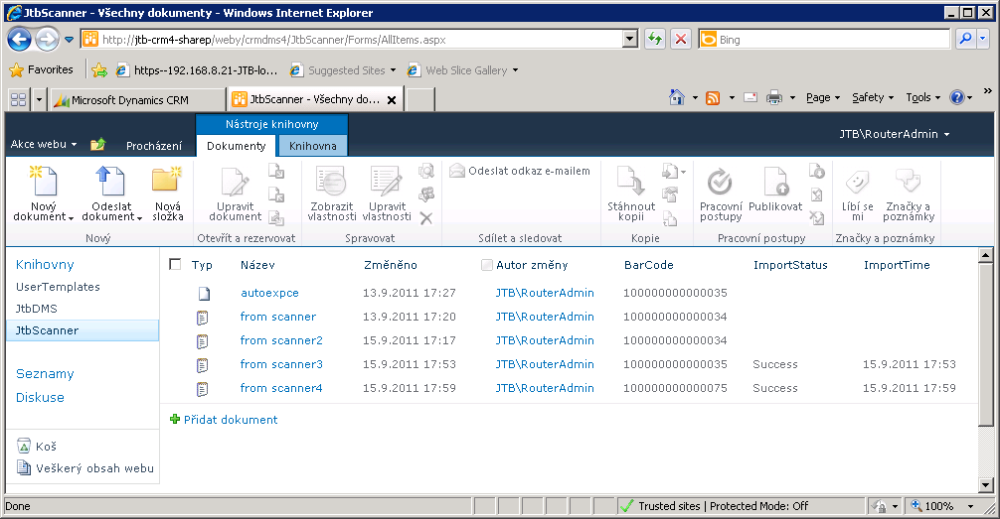 JtbScanner - Všechny dokumenty - Windows Internet Explorer
http://jtb-crm4-sharep/weby/crmdms4/JtbScanner/Forms/AllItems.aspx
Bing
Favorites
https--192.168.8.21-JTB-lo...
Suggested Sites
Web Slice Gallery
Microsoft Dynamics CRM
JtbScanner - Všechny do...
Page
Safety
Tools
Akce webu
Procházení
Nástroje knihovny
Dokumenty
Knihovna
JTB\RouterAdmin
Nový dokument
Odeslat dokument
Nová složka
Nový
Upravit dokument
Otevřít a rezervovat
Zobrazit vlastnosti
Upravit vlastnosti
Spravovat
Odeslat odkaz e-mailem
Sdílet a sledovat
Stáhnout kopii
Kopie
Pracovní postupy
Publikovat
Pracovní postupy
Líbí se mi
Značky a poznámky
Značky a poznámky
Knihovny
UserTemplates
JtbDMS
JtbScanner
Seznamy
Diskuse
Koš
Veškerý obsah webu
Typ Název Změněno Autor změny BarCode ImportStatus ImportTime
autoexpce 13.9.2011 17:27 JTB\RouterAdmin 100000000000035
from scanner 13.9.2011 17:20 JTB\RouterAdmin 100000000000034
from scanner2 15.9.2011 17:17 JTB\RouterAdmin 100000000000034
from scanner3 15.9.2011 17:53 JTB\RouterAdmin 100000000000035 Success 15.9.2011 17:53
from scanner4 15.9.2011 17:59 JTB\RouterAdmin 100000000000075 Success 15.9.2011 17:59
Přidat dokument
Done
Trusted sites | Protected Mode: Off
100%